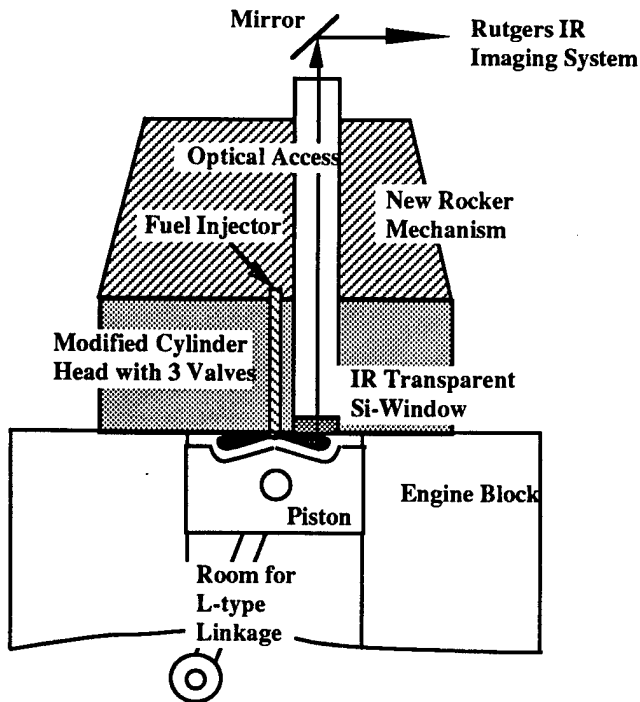 Mirror
Rutgers IR
Imaging System
Optical Access
New Rocker
Mechanism
Fuel Injector
Modified Cylinder
Head with 3 Valves
IR Transparent
Si-Window
Engine Block
Piston
Room for
L-type
Linkage